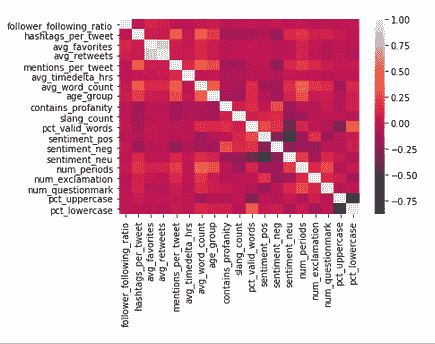 follower_following_ratio
hashtags_per_tweet
avg_favorites
avg_retweets
mentions_per_tweet
avg_timedelta_hrs
avg_word_count
age_group
contains_profanity
slang_count
pct_valid_words
sentiment_pos
sentiment_neg
sentiment_neu
num_periods
num_exclamation
num_questionmark
pct_uppercase
pct_lowercase
follower_following_ratio
hashtags_per_tweet
avg_favorites
avg_retweets
mentions_per_tweet
avg_timedelta_hrs
avg_word_count
age_group
contains_profanity
slang_count
pct_valid_words
sentiment_pos
sentiment_neg
sentiment_neu
num_periods
num_exclamation
num_questionmark
pct_uppercase
pct_lowercase
1.00
0.75
0.50
0.25
0.00
-0.25
-0.50
-0.75